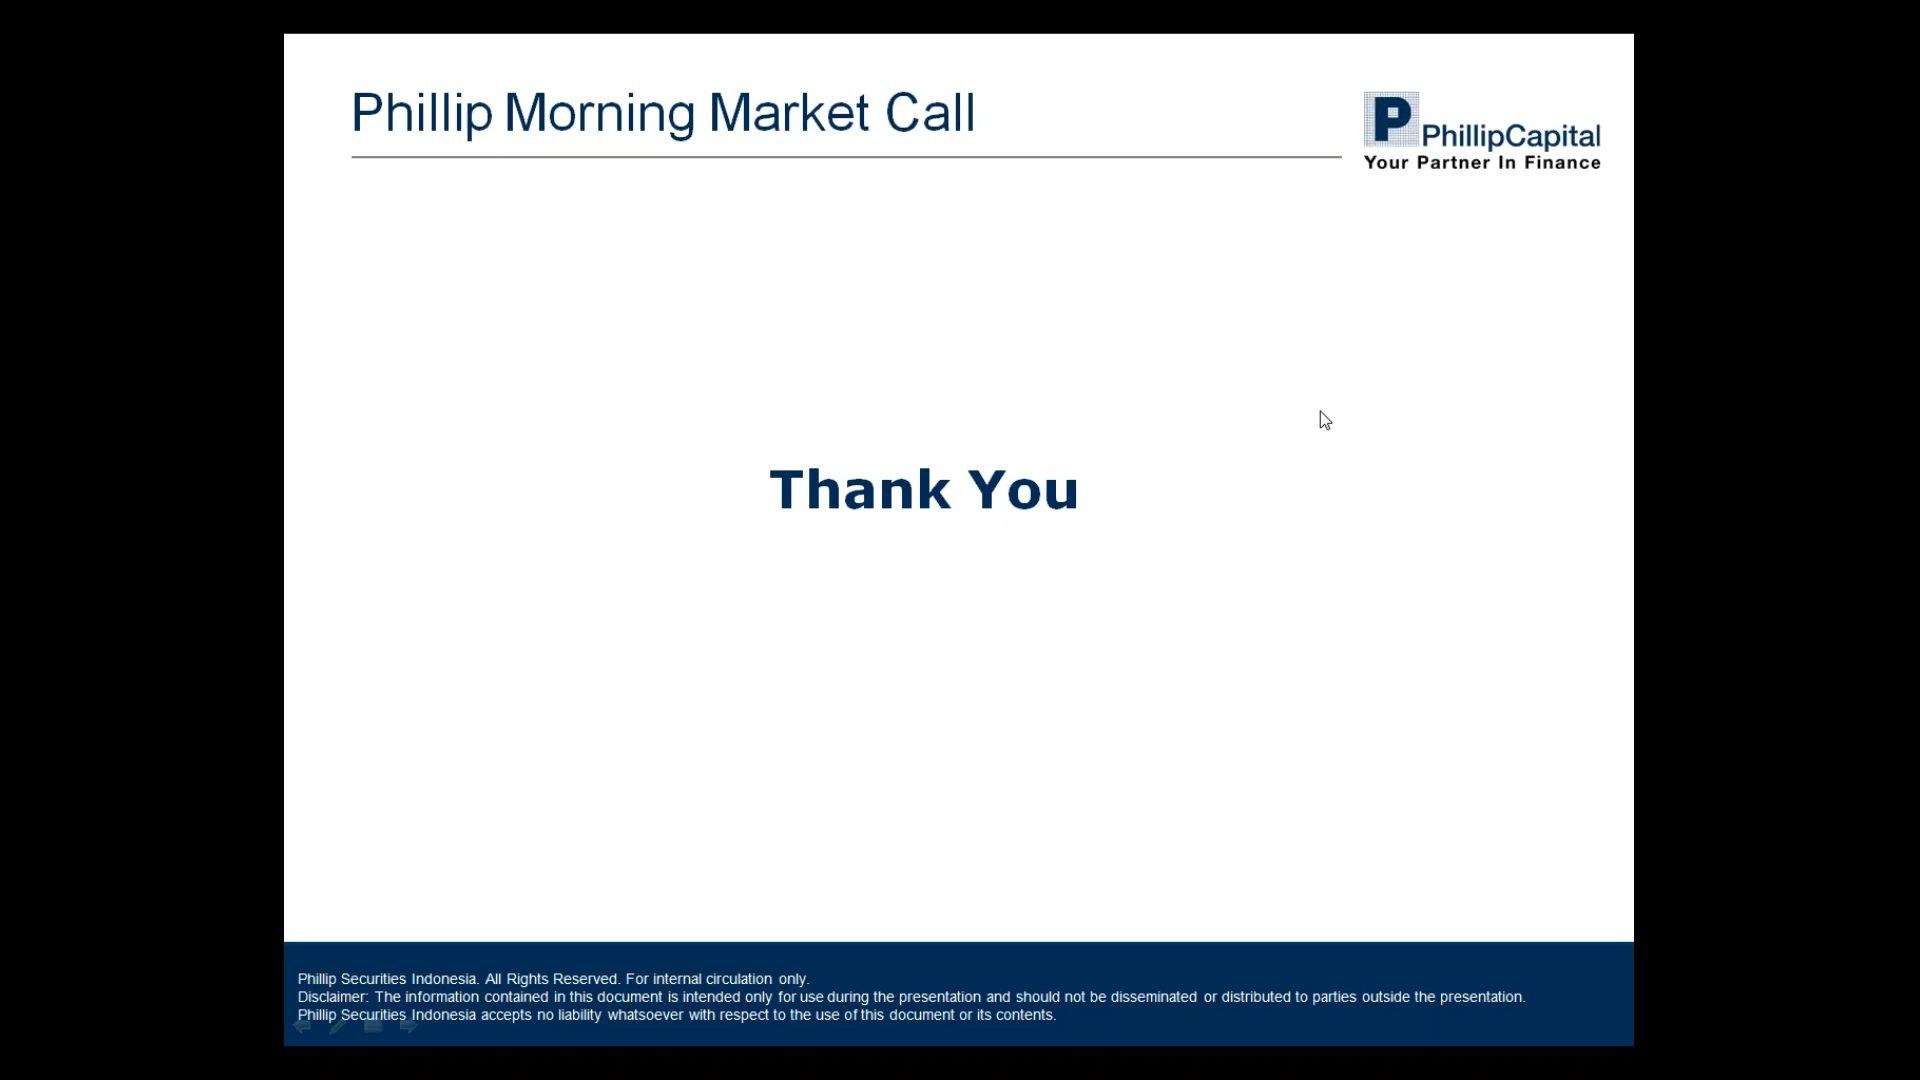 Phillip Morning Market Call
P PhillipCapital
Your Partner In Finance
Thank You
Phillip Securities Indonesia. All Rights Reserved. For internal circulation only.
Disclaimer: The information contained in this document is intended only for use during the presentation and should not be disseminated or distributed to parties outside the presentation.
Phillip Securities Indonesia accepts no liability whatsoever with respect to the use of this document or its contents.